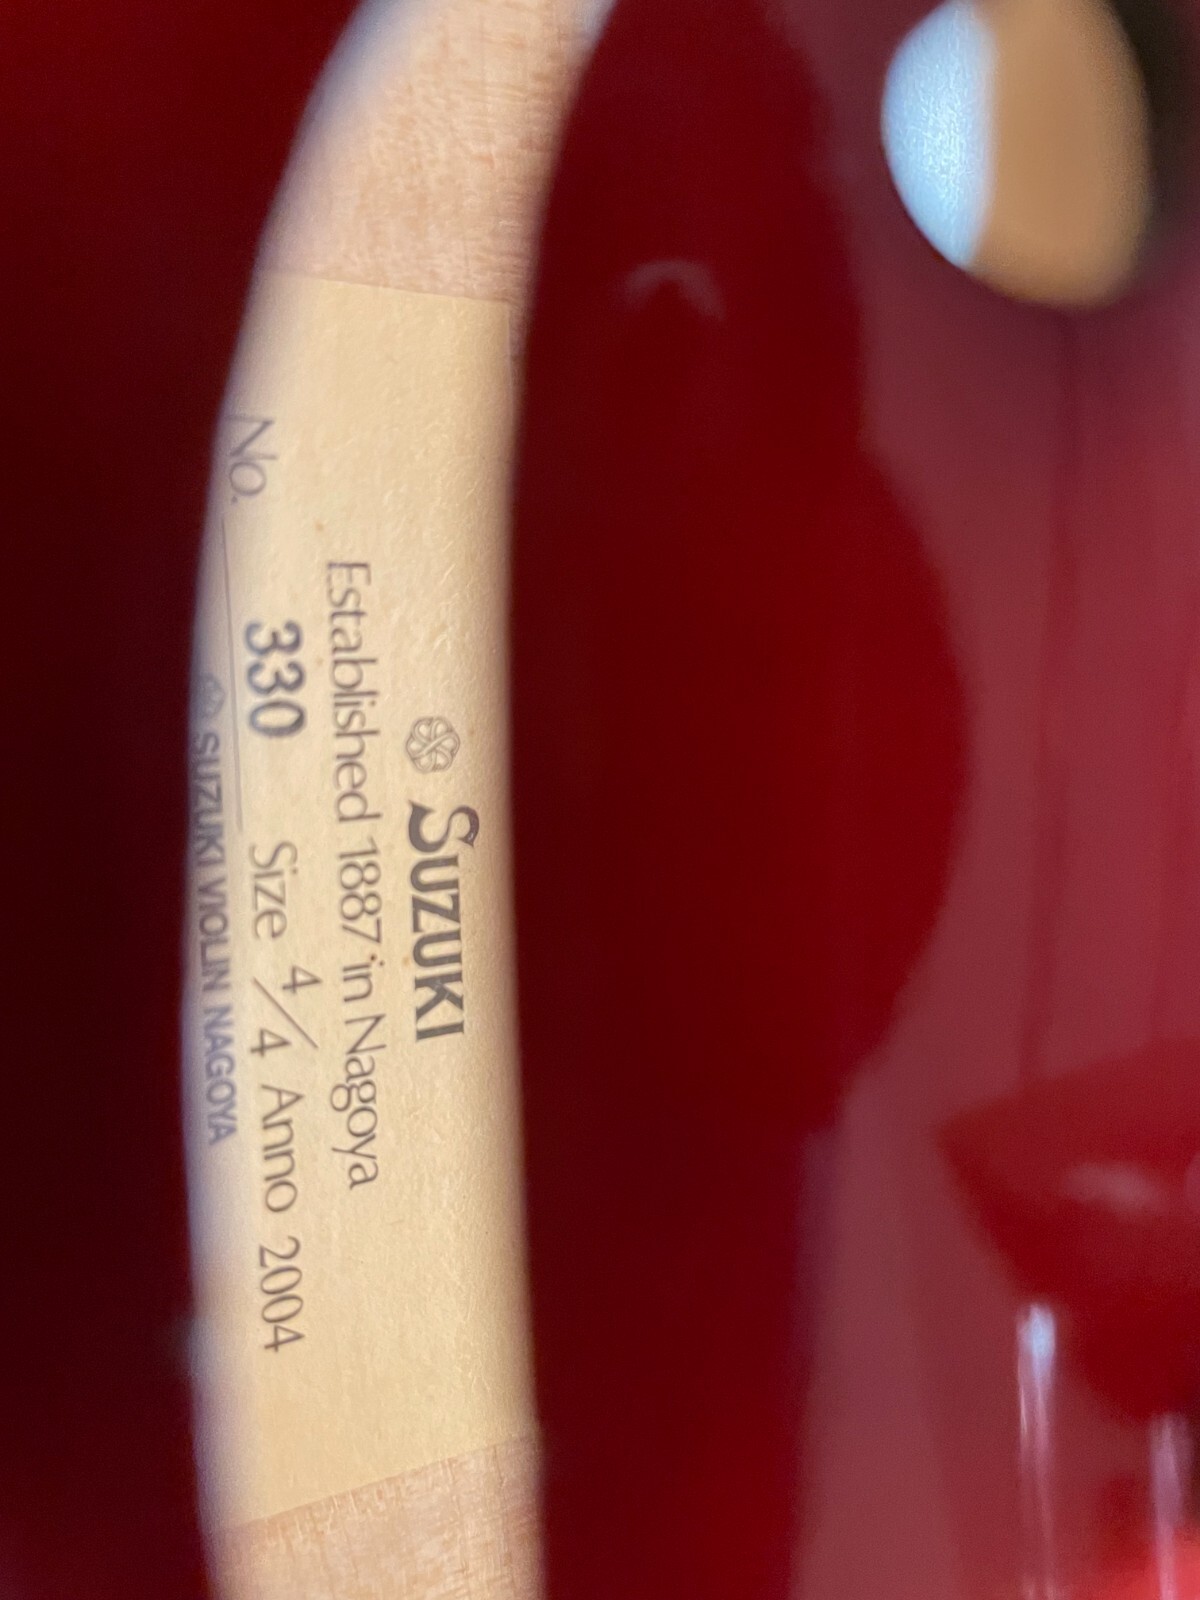 SUZUKI
Established 1887 in Nagoya
No. 330 Size 4/4 Anno 2004
SUZUKI VIOLIN NAGOYA